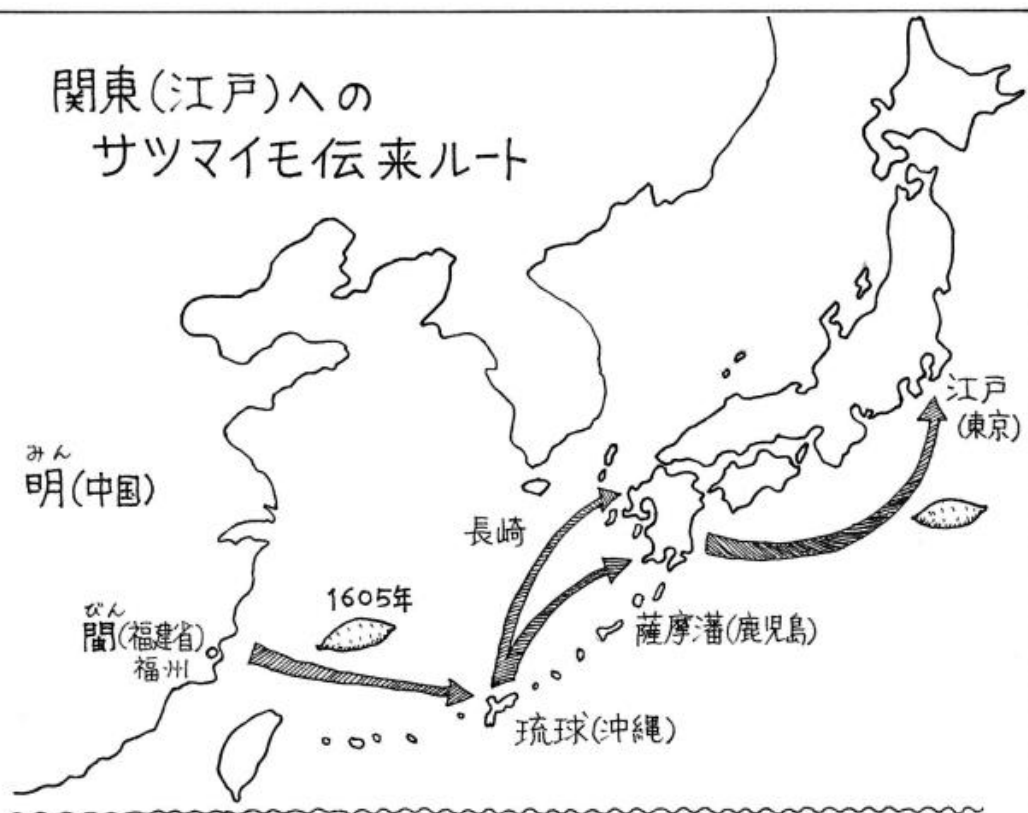 関東(江戸)への
サツマイモ伝来ルート
江戸
(東京)
みん
明(中国)
長崎
1605年
びん
閩(福建省)
福州
薩摩藩(鹿児島)
琉球(沖縄)